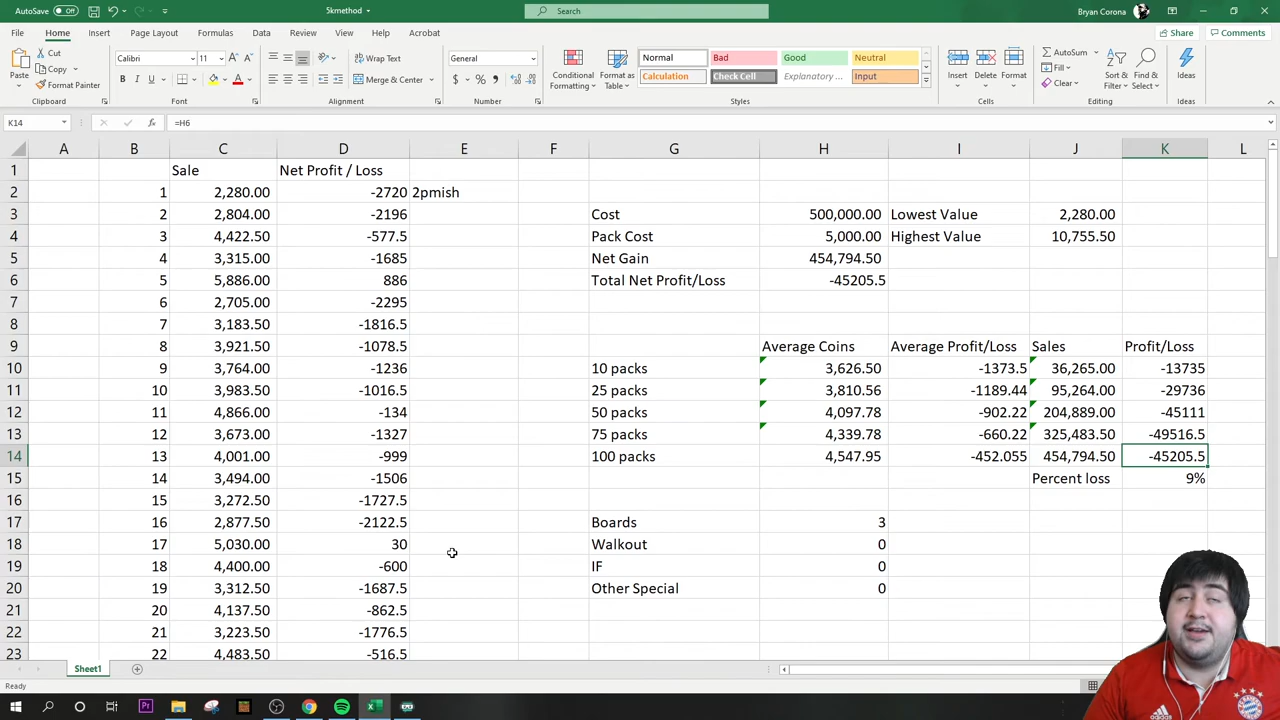 AutoSave Off 5kmethod Search Bryan Corona
File Home Insert Page Layout Formulas Data Review View Help Acrobat Share Comments
Paste Cut Copy Format Painter Clipboard
Calibri 11 B I U Font
Merge & Center Alignment
General $ % Number
Conditional Formatting Format as Table Normal Bad Good Neutral Calculation Check Cell Explanatory ... Input Styles
Insert Delete Format Cells
AutoSum Fill Clear Sort & Filter Find & Select Editing
Ideas Ideas
K14 =H6
A B C D E F G H I J K L
1 Sale Net Profit / Loss
2 1 2,280.00 -2720 2pmish
3 2 2,804.00 -2196 Cost 500,000.00 Lowest Value 2,280.00
4 3 4,422.50 -577.5 Pack Cost 5,000.00 Highest Value 10,755.50
5 4 3,315.00 -1685 Net Gain 454,794.50
6 5 5,886.00 886 Total Net Profit/Loss -45205.5
7 6 2,705.00 -2295
8 7 3,183.50 -1816.5
9 8 3,921.50 -1078.5 Average Coins Average Profit/Loss Sales Profit/Loss
10 9 3,764.00 -1236 10 packs 3,626.50 -1373.5 36,265.00 -13735
11 10 3,983.50 -1016.5 25 packs 3,810.56 -1189.44 95,264.00 -29736
12 11 4,866.00 -134 50 packs 4,097.78 -902.22 204,889.00 -45111
13 12 3,673.00 -1327 75 packs 4,339.78 -660.22 325,483.50 -49516.5
14 13 4,001.00 -999 100 packs 4,547.95 -452.055 454,794.50 -45205.5
15 14 3,494.00 -1506 Percent loss 9%
16 15 3,272.50 -1727.5
17 16 2,877.50 -2122.5 Boards 3
18 17 5,030.00 30 Walkout 0
19 18 4,400.00 -600 IF 0
20 19 3,312.50 -1687.5 Other Special 0
21 20 4,137.50 -862.5
22 21 3,223.50 -1776.5
23 22 4,483.50 -516.5
Sheet1
Ready
Pr